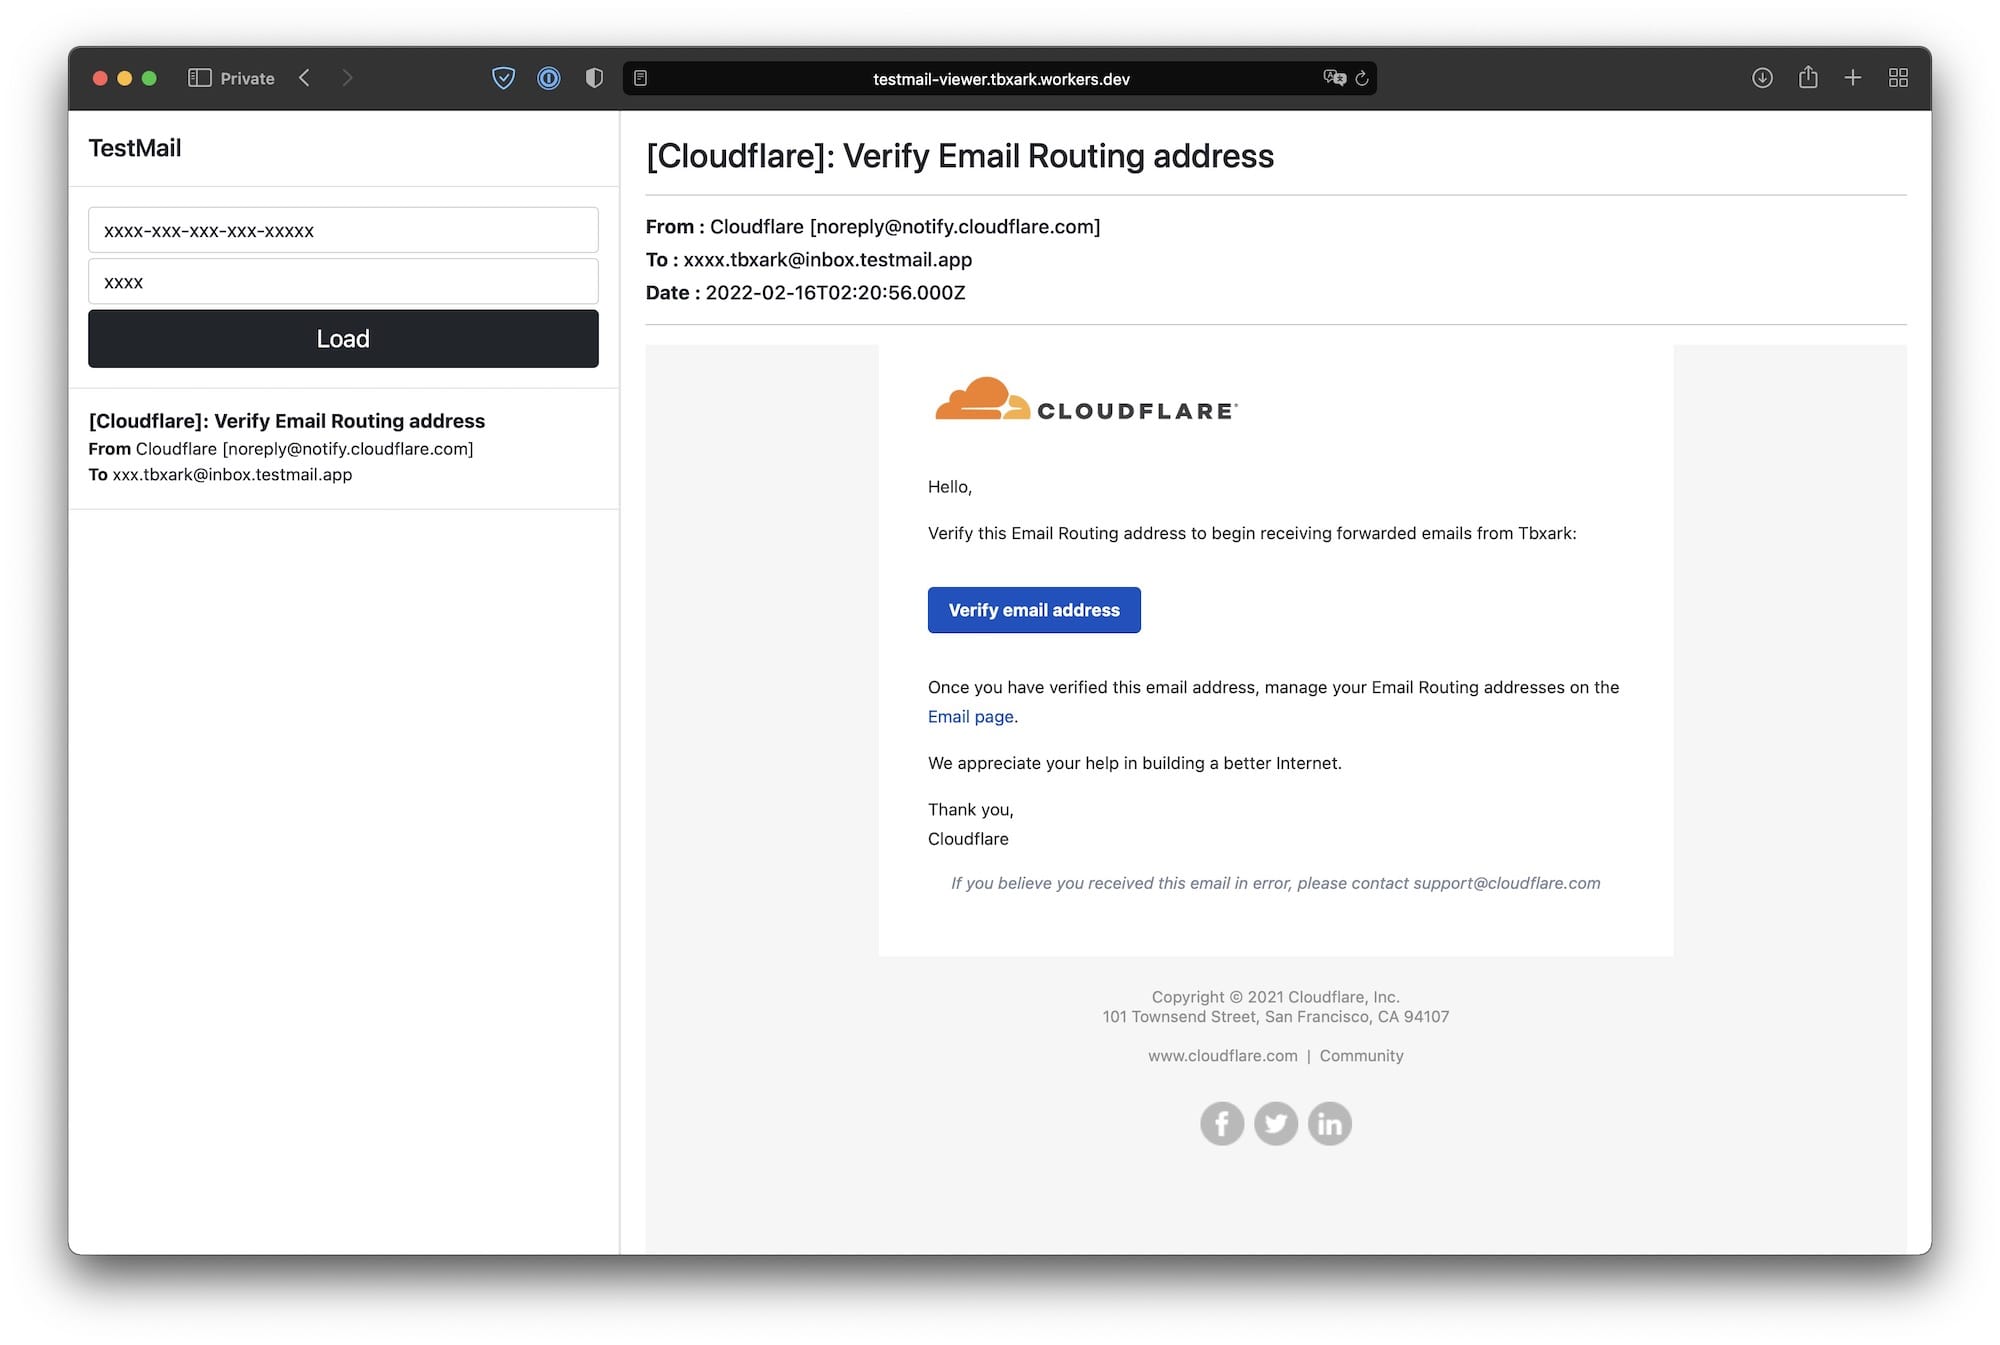 Private
testmail-viewer.tbxark.workers.dev
TestMail
xxxx-xxx-xxx-xxx-xxxxx
xxxx
Load
[Cloudflare]: Verify Email Routing address
From Cloudflare [noreply@notify.cloudflare.com]
To xxx.tbxark@inbox.testmail.app
[Cloudflare]: Verify Email Routing address
From : Cloudflare [noreply@notify.cloudflare.com]
To : xxxx.tbxark@inbox.testmail.app
Date : 2022-02-16T02:20:56.000Z
CLOUDFLARE
Hello,
Verify this Email Routing address to begin receiving forwarded emails from Tbxark:
Verify email address
Once you have verified this email address, manage your Email Routing addresses on the
Email page.
We appreciate your help in building a better Internet.
Thank you,
Cloudflare
If you believe you received this email in error, please contact support@cloudflare.com
Copyright © 2021 Cloudflare, Inc.
101 Townsend Street, San Francisco, CA 94107
www.cloudflare.com | Community